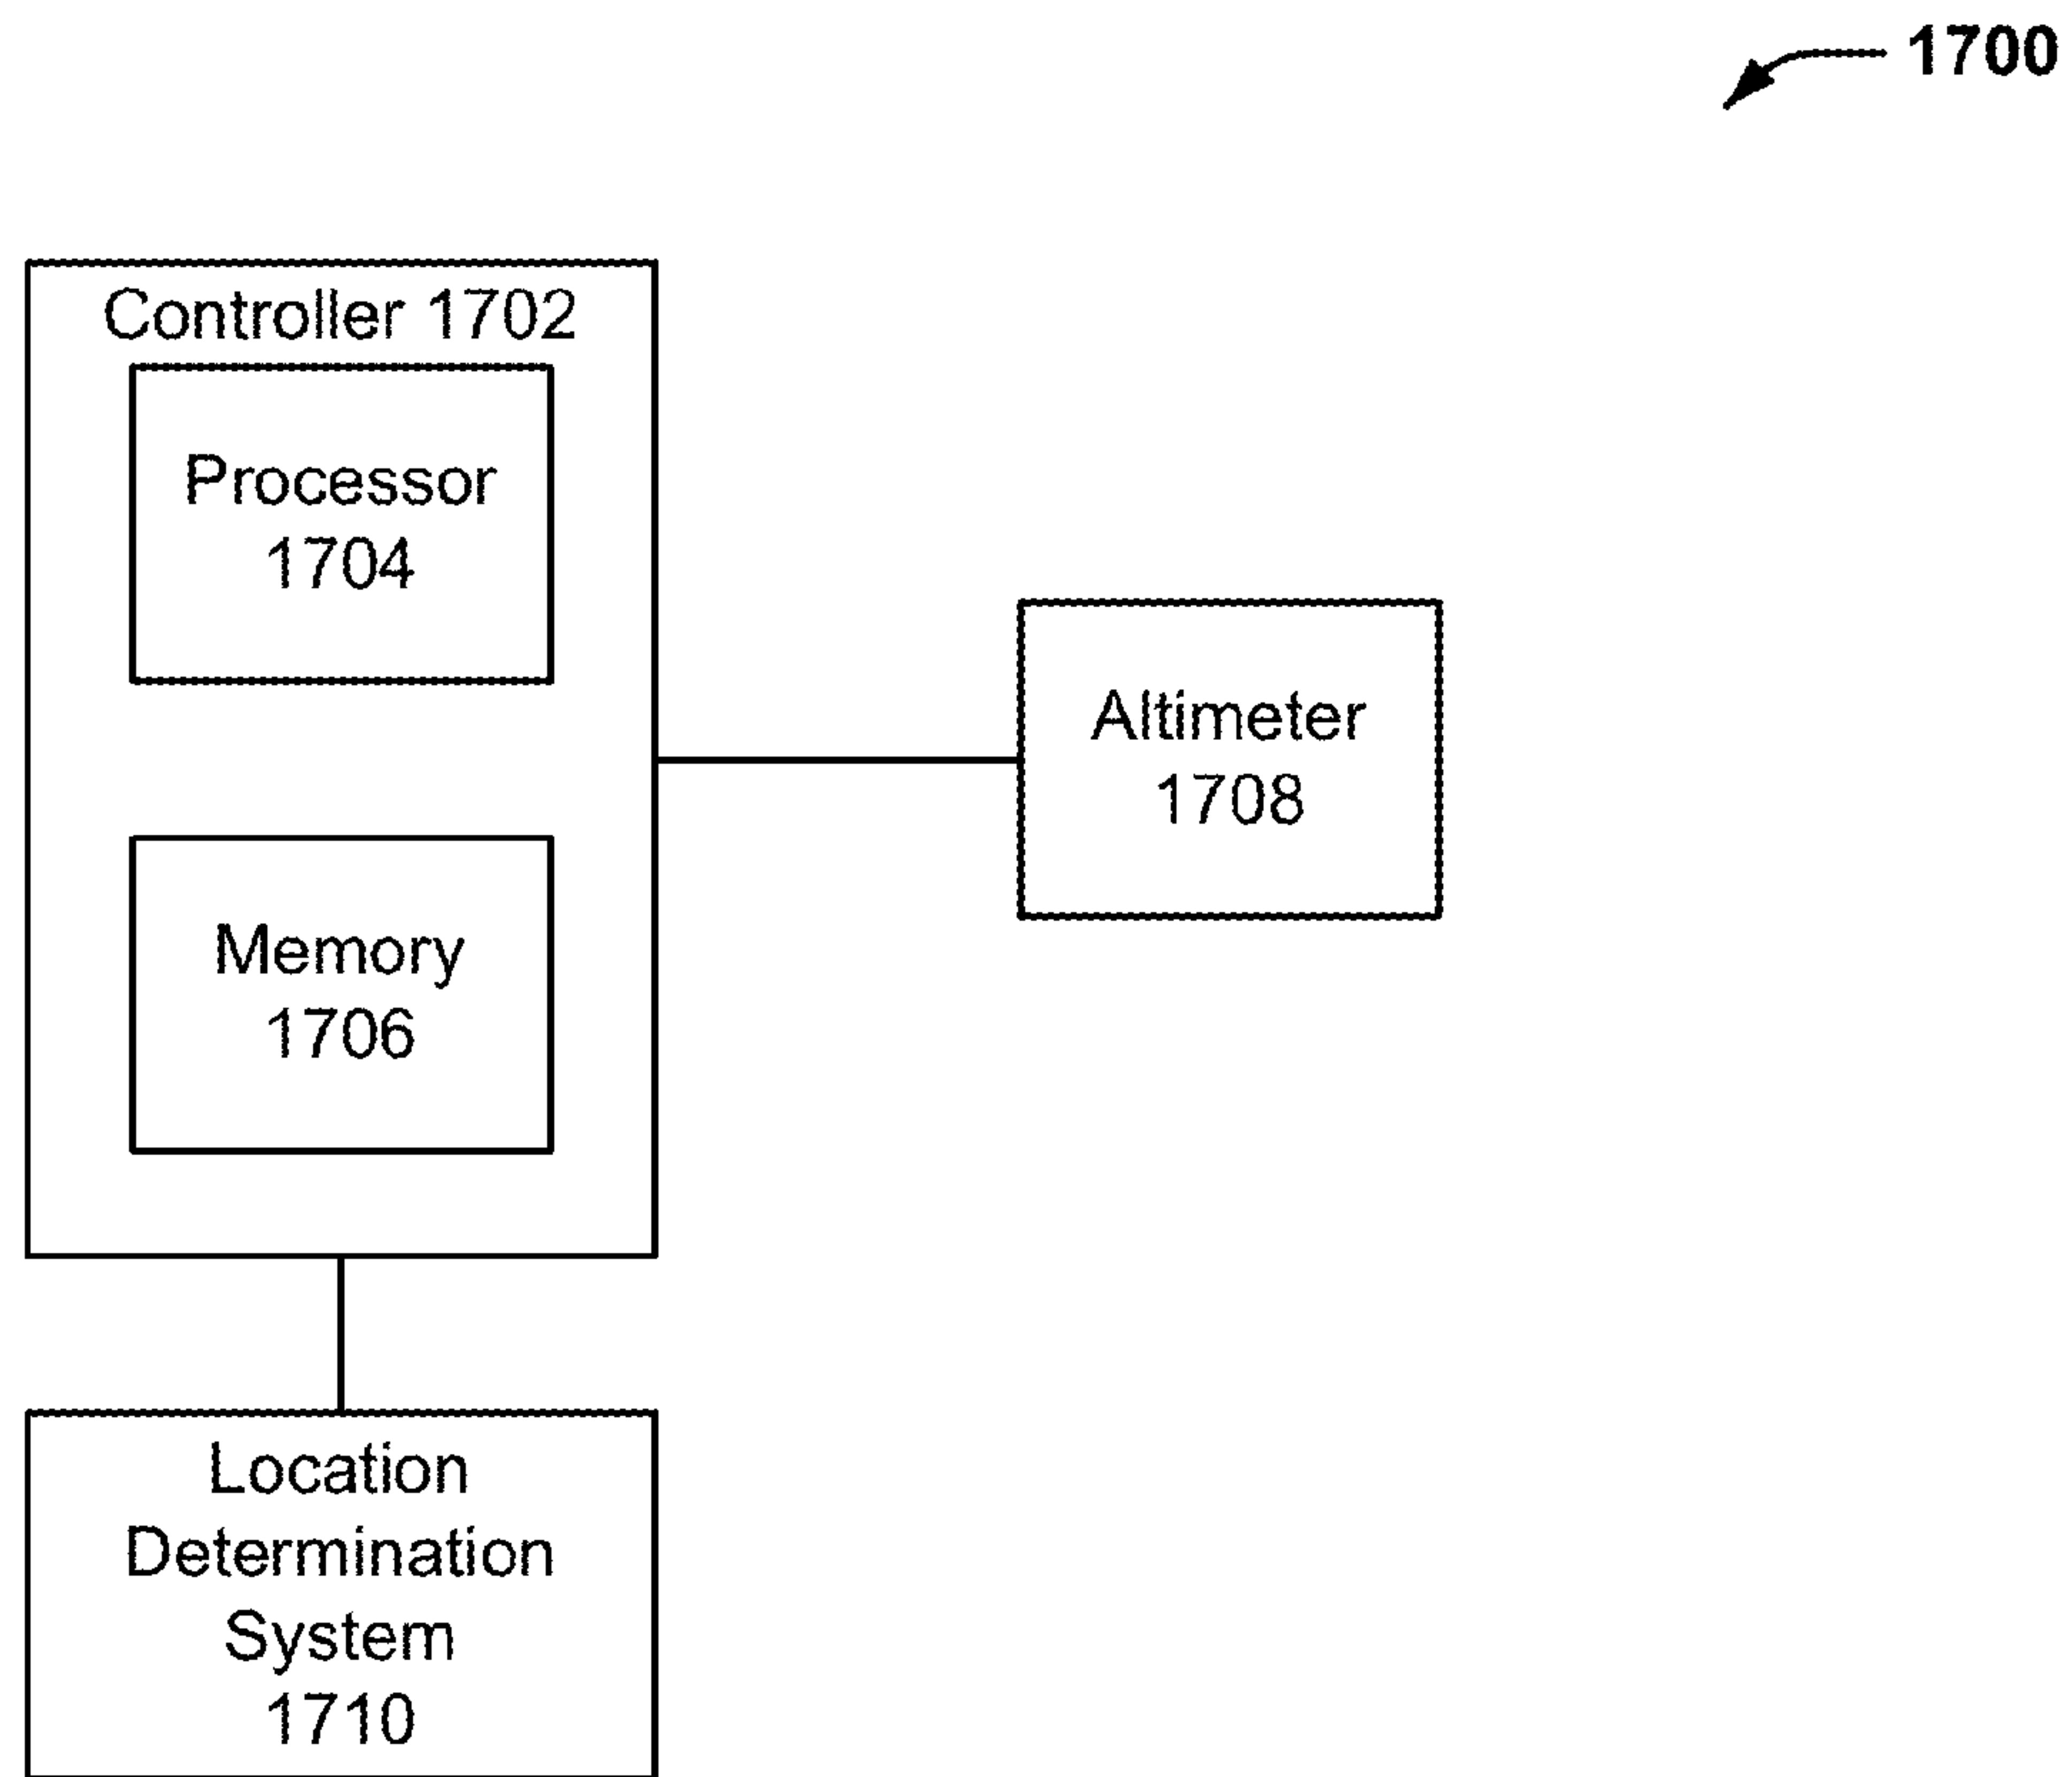 1700
Controller 1702
Processor
1704
Altimeter
1708
Memory
1706
Location
Determination
System
1710